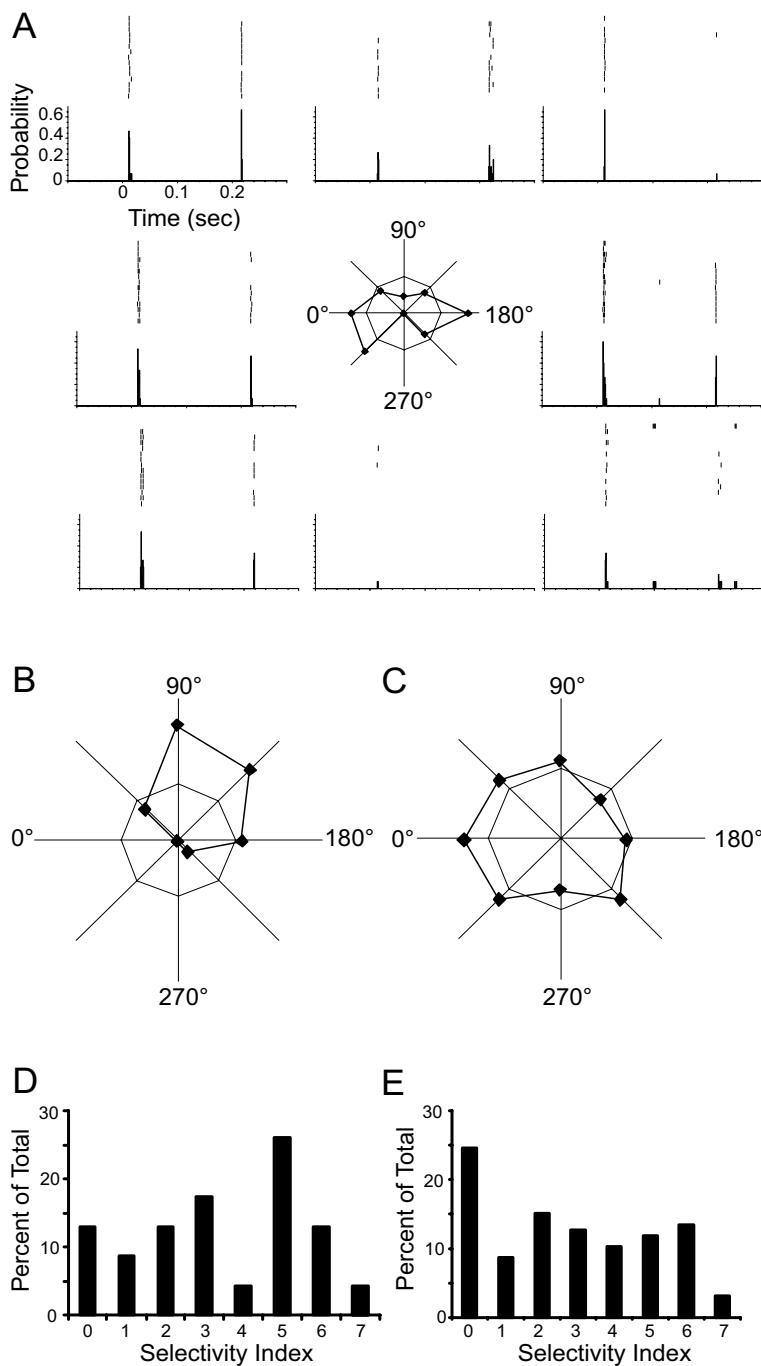 A
Probability
0.6
0.4
0.2
0
0 0.1 0.2
Time (sec)
90°
0° 180°
270°
B
90°
0° 180°
270°
C
90°
0° 180°
270°
D
Percent of Total
30
20
10
0
0 1 2 3 4 5 6 7
Selectivity Index
E
Percent of Total
30
20
10
0
0 1 2 3 4 5 6 7
Selectivity Index